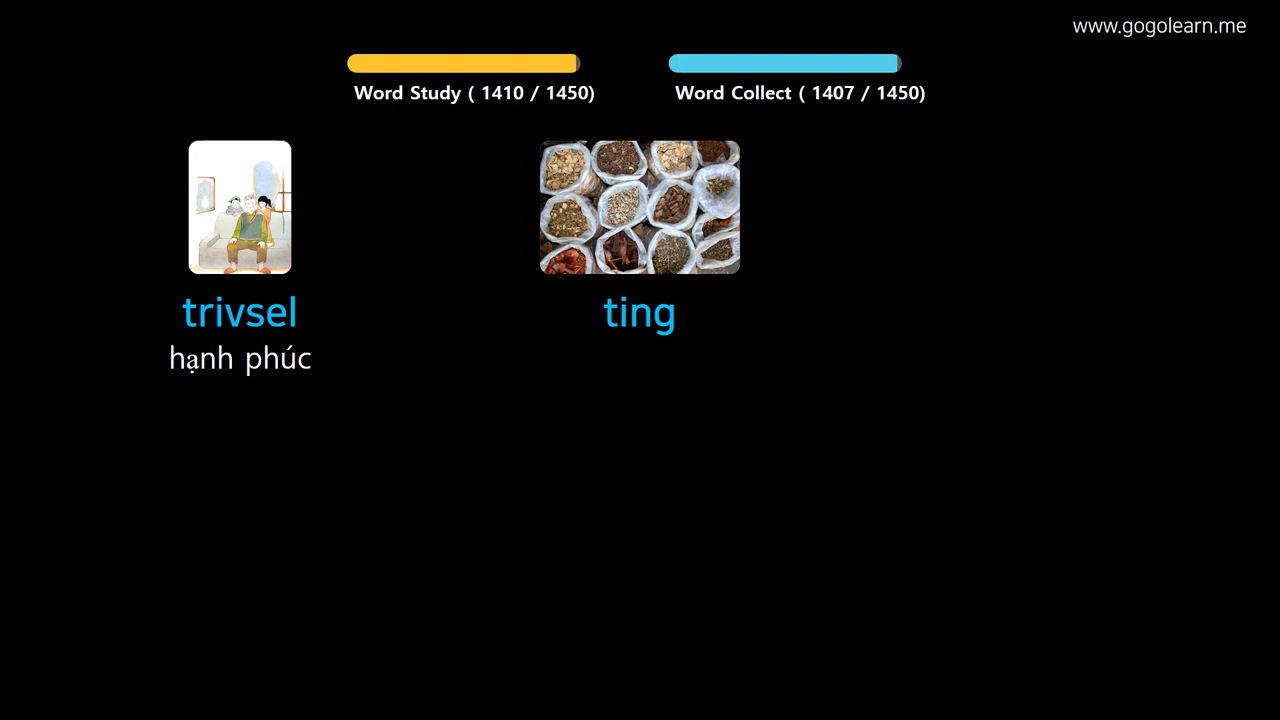 www.gogolearn.me
Word Study ( 1410 / 1450)
Word Collect ( 1407 / 1450)
trivsel
hạnh phúc
ting